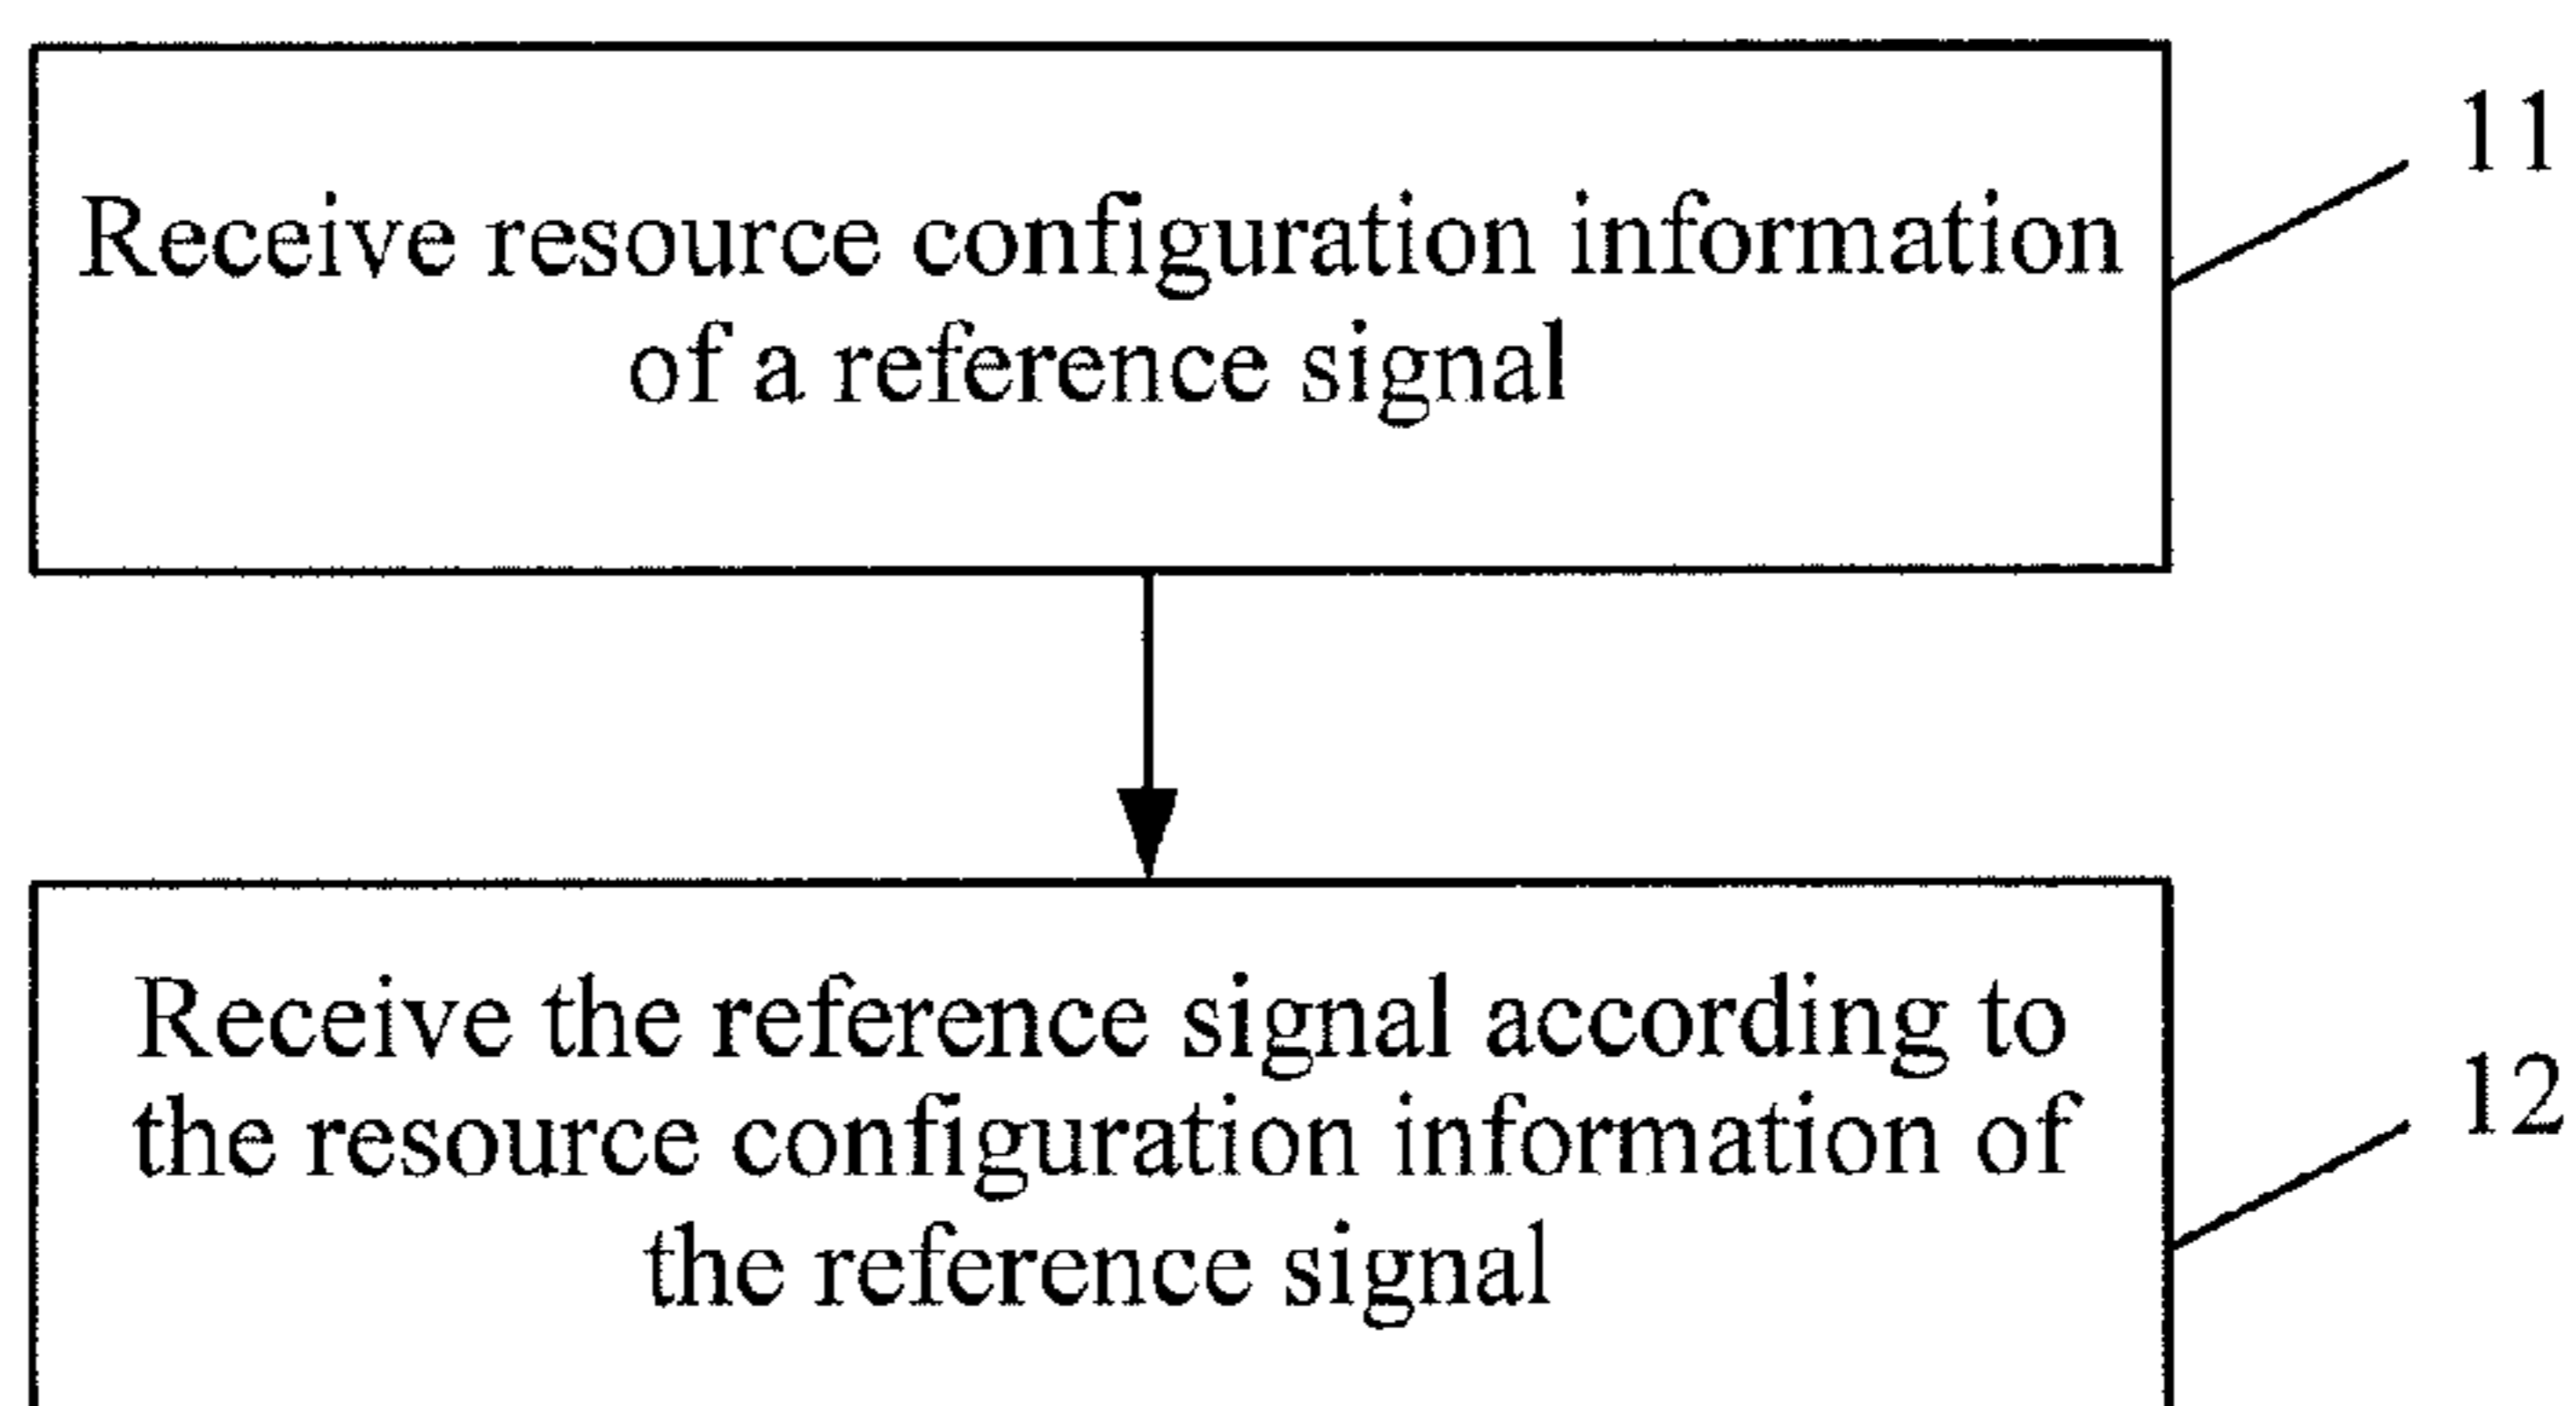 11
Receive resource configuration information
of a reference signal
Receive the reference signal according to
the resource configuration information of
the reference signal
12